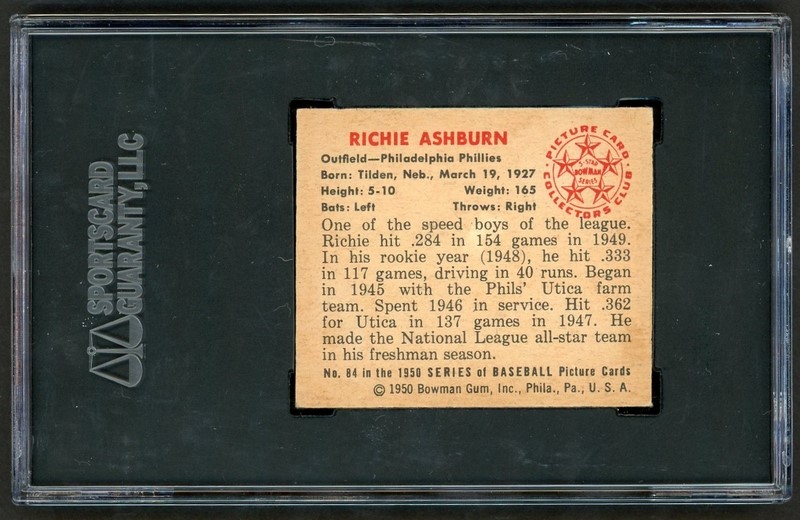 SPORTSCARD
GUARANTY, LLC
RICHIE ASHBURN
Outfield—Philadelphia Phillies
Born: Tilden, Neb., March 19, 1927
Height: 5-10 Weight: 165
Bats: Left Throws: Right
PICTURE CARD
COLLECTORS CLUB
5-STAR
BOWMAN
SERIES
One of the speed boys of the league.
Richie hit .284 in 154 games in 1949.
In his rookie year (1948), he hit .333
in 117 games, driving in 40 runs. Began
in 1945 with the Phils' Utica farm
team. Spent 1946 in service. Hit .362
for Utica in 137 games in 1947. He
made the National League all-star team
in his freshman season.
No. 84 in the 1950 SERIES of BASEBALL Picture Cards
© 1950 Bowman Gum, Inc., Phila., Pa., U. S. A.